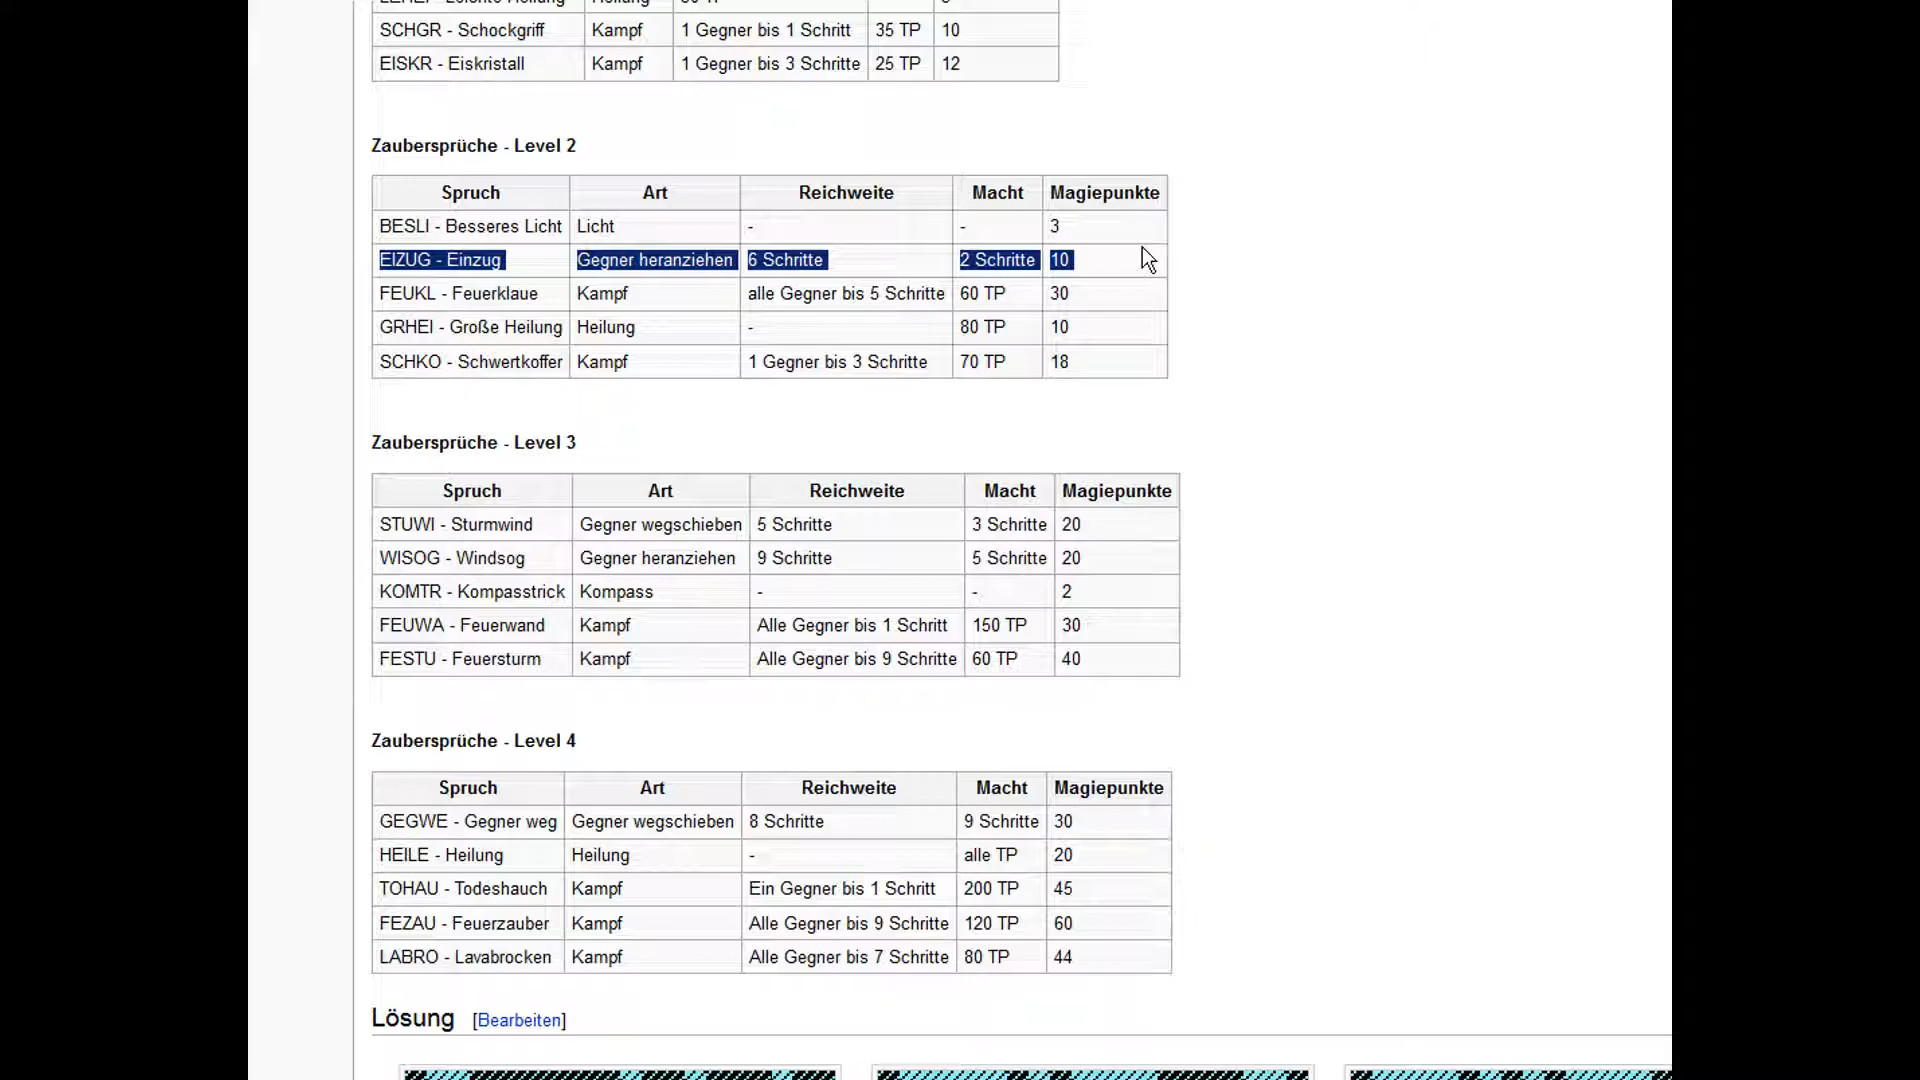 SCHGR - Schockgriff Kampf 1 Gegner bis 1 Schritt 35 TP 10
EISKR - Eiskristall Kampf 1 Gegner bis 3 Schritte 25 TP 12
Zaubersprüche - Level 2
Spruch Art Reichweite Macht Magiepunkte
BESLI - Besseres Licht Licht - - 3
EIZUG - Einzug Gegner heranziehen 6 Schritte 2 Schritte 10
FEUKL - Feuerklaue Kampf alle Gegner bis 5 Schritte 60 TP 30
GRHEI - Große Heilung Heilung - 80 TP 10
SCHKO - Schwertkoffer Kampf 1 Gegner bis 3 Schritte 70 TP 18
Zaubersprüche - Level 3
Spruch Art Reichweite Macht Magiepunkte
STUWI - Sturmwind Gegner wegschieben 5 Schritte 3 Schritte 20
WISOG - Windsog Gegner heranziehen 9 Schritte 5 Schritte 20
KOMTR - Kompasstrick Kompass - - 2
FEUWA - Feuerwand Kampf Alle Gegner bis 1 Schritt 150 TP 30
FESTU - Feuersturm Kampf Alle Gegner bis 9 Schritte 60 TP 40
Zaubersprüche - Level 4
Spruch Art Reichweite Macht Magiepunkte
GEGWE - Gegner weg Gegner wegschieben 8 Schritte 9 Schritte 30
HEILE - Heilung Heilung - alle TP 20
TOHAU - Todeshauch Kampf Ein Gegner bis 1 Schritt 200 TP 45
FEZAU - Feuerzauber Kampf Alle Gegner bis 9 Schritte 120 TP 60
LABRO - Lavabrocken Kampf Alle Gegner bis 7 Schritte 80 TP 44
Lösung [Bearbeiten]